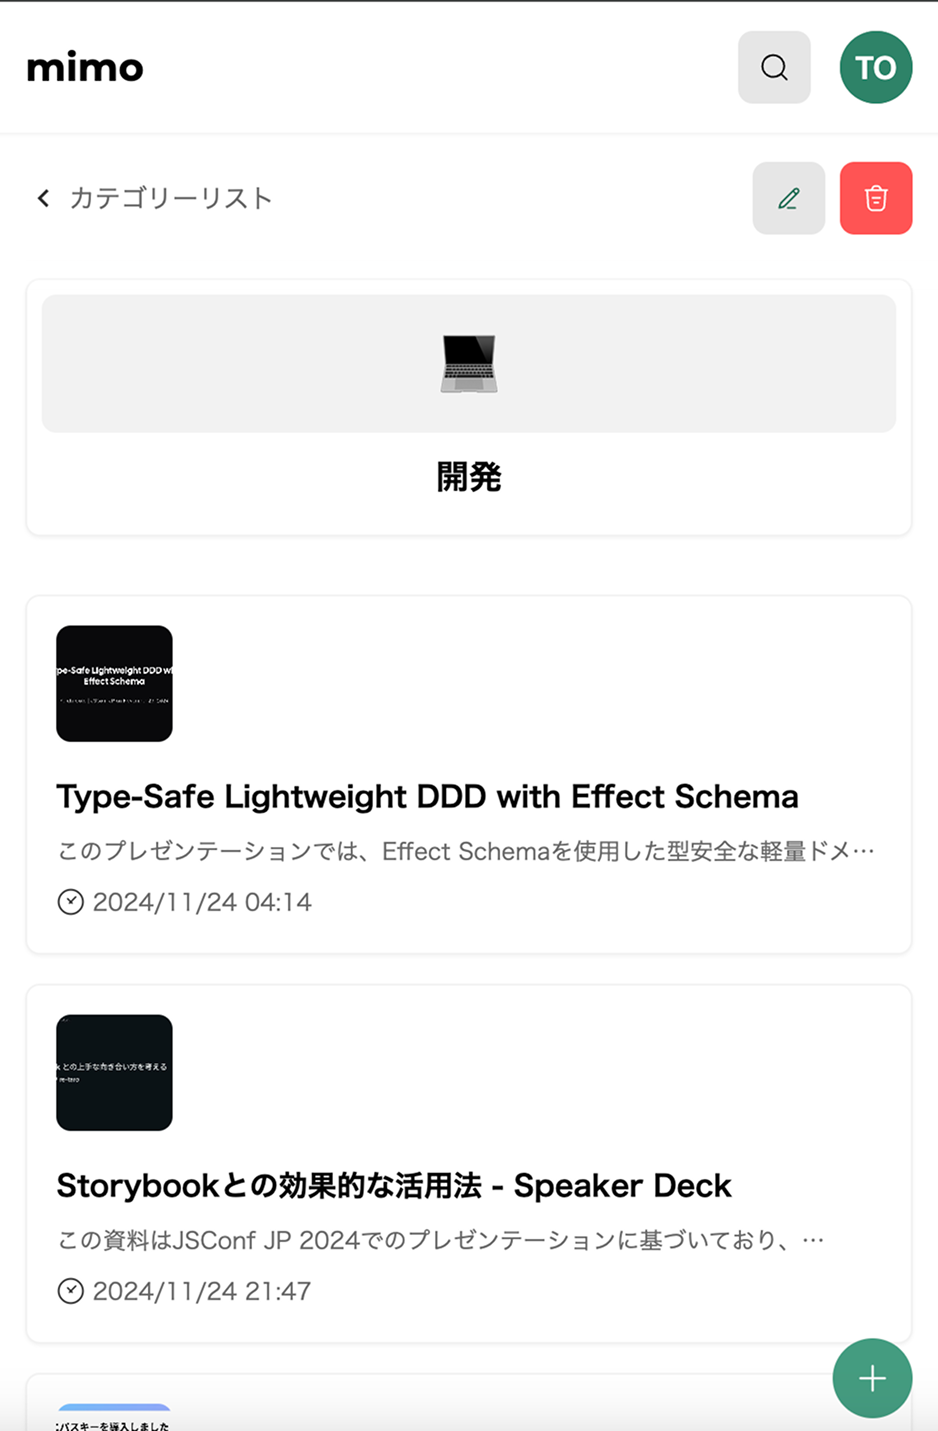 mimo
TO
カテゴリーリスト
開発
ype-Safe Lightweight DDD wi
Effect Schema
Type-Safe Lightweight DDD with Effect Schema
このプレゼンテーションでは、Effect Schemaを使用した型安全な軽量ドメ…
2024/11/24 04:14
k との上手な向き合い方を考える
Storybookとの効果的な活用法 - Speaker Deck
この資料はJSConf JP 2024でのプレゼンテーションに基づいており、…
2024/11/24 21:47
パスキーを導入しました